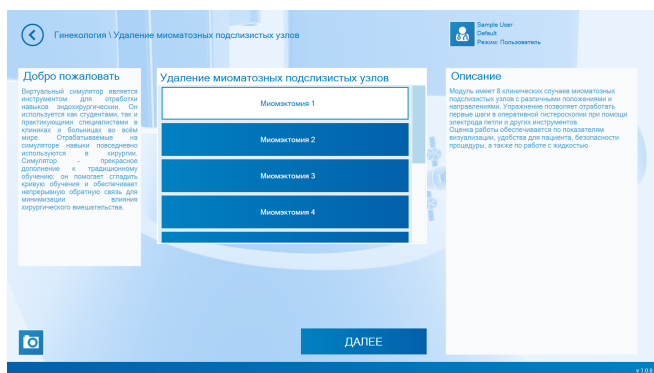 Гинекология \ Удаление миоматозных подслизистых узлов
Sample User
Default
Режим: Пользователь
Добро пожаловать
Виртуальный симулятор является
инструментом для отработки
навыков эндохирургически. Он
используется как студентами, так и
практикующими специалистами в
клиниках и больницах во всём
мире. Отрабатываемые на
симуляторе навыки повседневно
используются в хирургии.
Симулятор - прекрасное
дополнение к традиционному
обучению: он помогает сгладить
кривую обучения и обеспечивает
непрерывную обратную связь для
минимизации влияния
хирургического вмешательства.
Удаление миоматозных подслизистых узлов
Миомэктомия 1
Миомэктомия 2
Миомэктомия 3
Миомэктомия 4
Описание
Модуль имеет 8 клинических случаев миоматозных
подслизистых узлов с различными положениями и
направлениями. Упражнение позволяет отработать
первые шаги в оперативной гистероскопии при помощи
электрода петли и других инструментов.
Оценка работы обеспечивается по показателям
визуализации, удобства для пациента, безопасности
процедуры, а также по работе с жидкостью.
ДАЛЕЕ
v 1.0.6